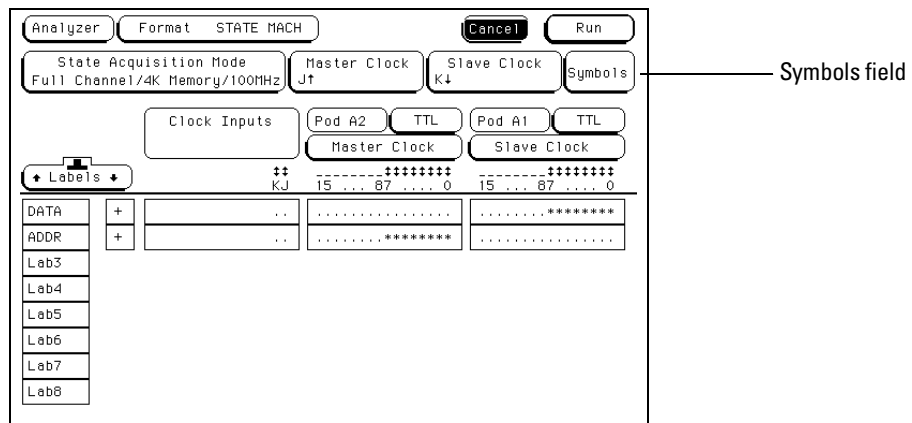 Analyzer Format STATE MACH Cancel Run
State Acquisition Mode Master Clock Slave Clock Symbols
Full Channel/4K Memory/100MHz J↑ K↓
Symbols field
Clock Inputs Pod A2 TTL Pod A1 TTL
Master Clock Slave Clock
________↕↕↕↕↕↕↕↕ ________↕↕↕↕↕↕↕↕
↑ Labels ↓ ↕↕
KJ 15 ... 87 .... 0 15 ... 87 .... 0
DATA + .. ................ ........********
ADDR + .. ........******** ................
Lab3
Lab4
Lab5
Lab6
Lab7
Lab8